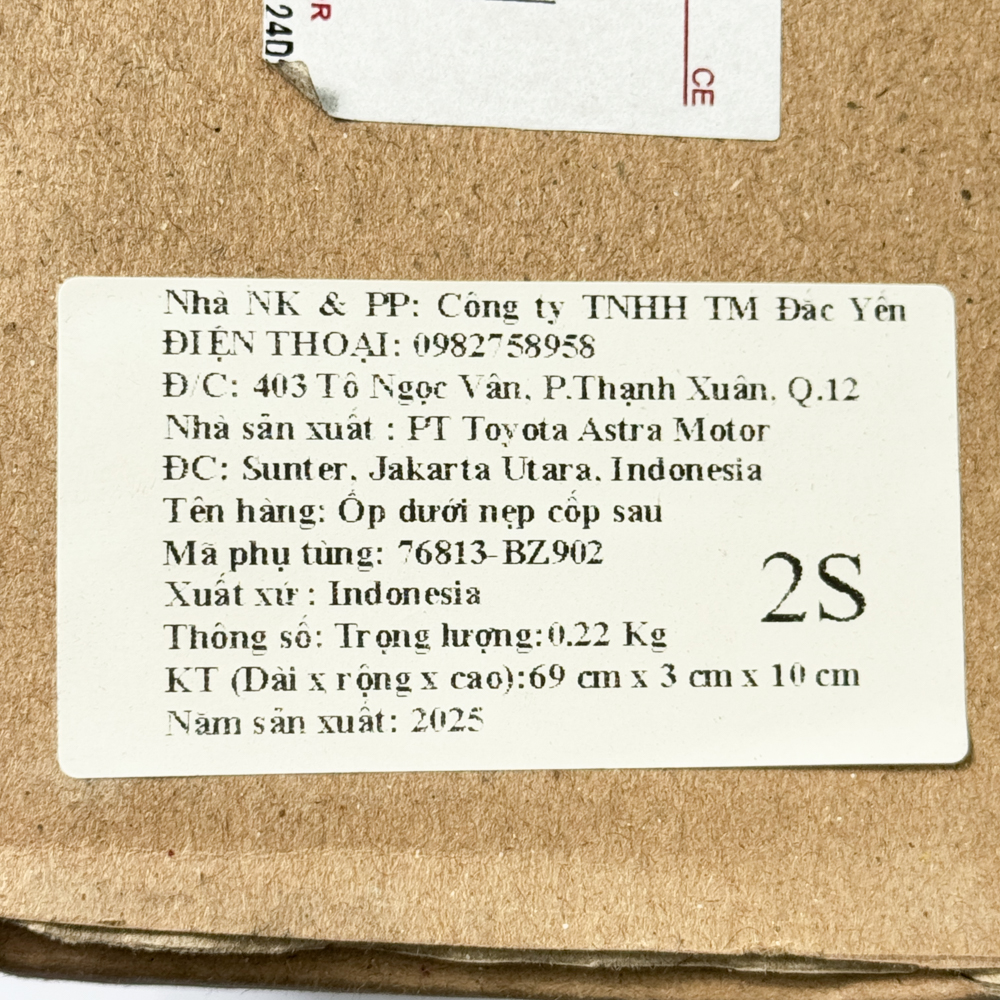 24D
R
CE
Nhà NK & PP: Công ty TNHH TM Đắc Yến
ĐIỆN THOẠI: 0982758958
Đ/C: 403 Tô Ngọc Vân, P.Thạnh Xuân, Q.12
Nhà sản xuất : PT Toyota Astra Motor
ĐC: Sunter, Jakarta Utara, Indonesia
Tên hàng: Ốp dưới nẹp cốp sau
Mã phụ tùng: 76813-BZ902
Xuất xứ : Indonesia
2S
Thông số: Trọng lượng:0.22 Kg
KT (Dài x rộng x cao):69 cm x 3 cm x 10 cm
Năm sản xuất: 2025